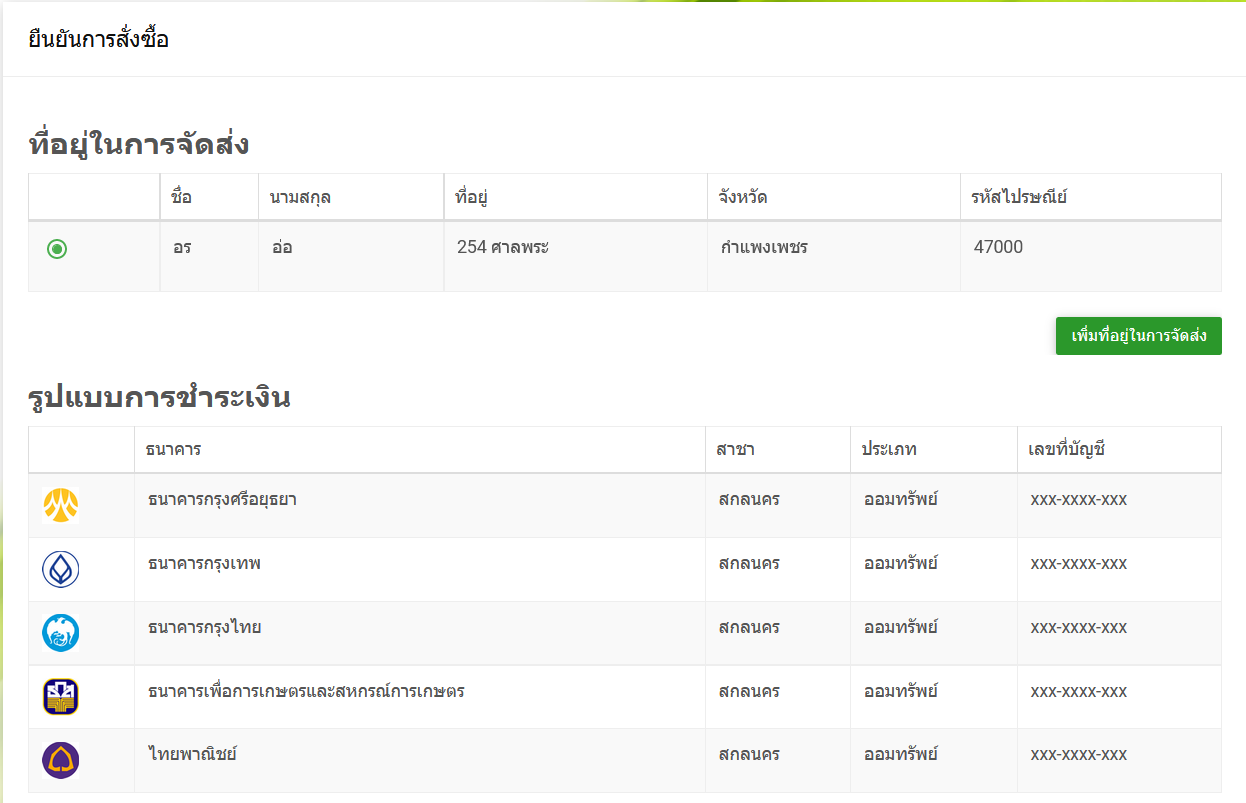 ยืนยันการสั่งซื้อ
ที่อยู่ในการจัดส่ง
ชื่อ นามสกุล ที่อยู่ จังหวัด รหัสไปรษณีย์
อร อ่อ 254 ศาลพระ กำแพงเพชร 47000
เพิ่มที่อยู่ในการจัดส่ง
รูปแบบการชำระเงิน
ธนาคาร สาขา ประเภท เลขที่บัญชี
ธนาคารกรุงศรีอยุธยา สกลนคร ออมทรัพย์ xxx-xxxx-xxx
ธนาคารกรุงเทพ สกลนคร ออมทรัพย์ xxx-xxxx-xxx
ธนาคารกรุงไทย สกลนคร ออมทรัพย์ xxx-xxxx-xxx
ธนาคารเพื่อการเกษตรและสหกรณ์การเกษตร สกลนคร ออมทรัพย์ xxx-xxxx-xxx
ไทยพาณิชย์ สกลนคร ออมทรัพย์ xxx-xxxx-xxx